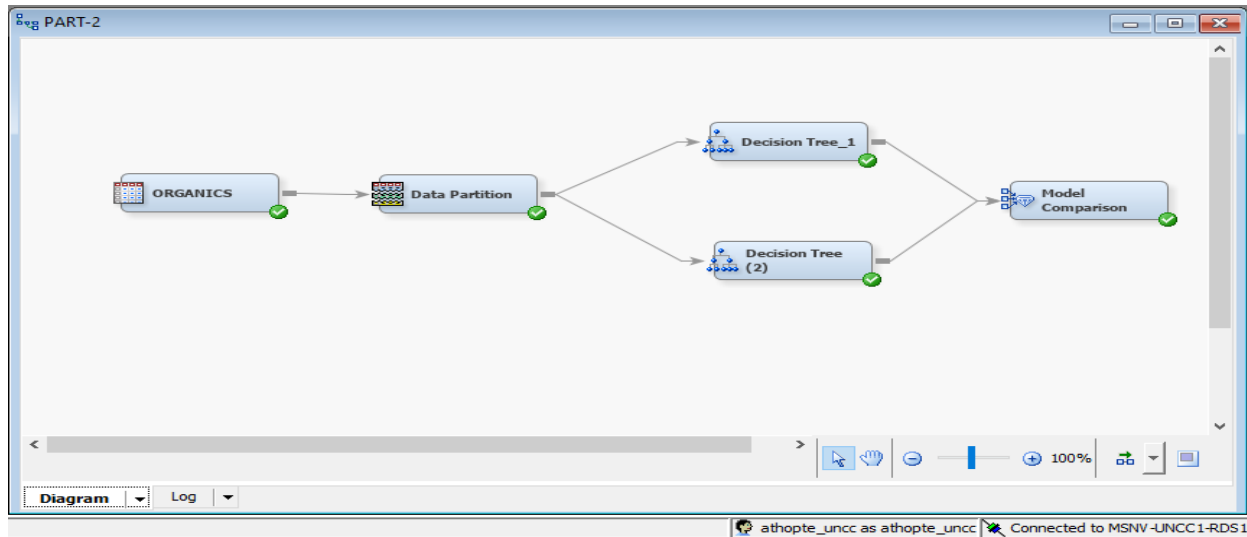 PART-2
Decision Tree_1
ORGANICS
Data Partition
Model
Comparison
Decision Tree
(2)
100%
Diagram
Log
athopte_uncc as athopte_uncc
Connected to MSNV-UNCC1-RDS1